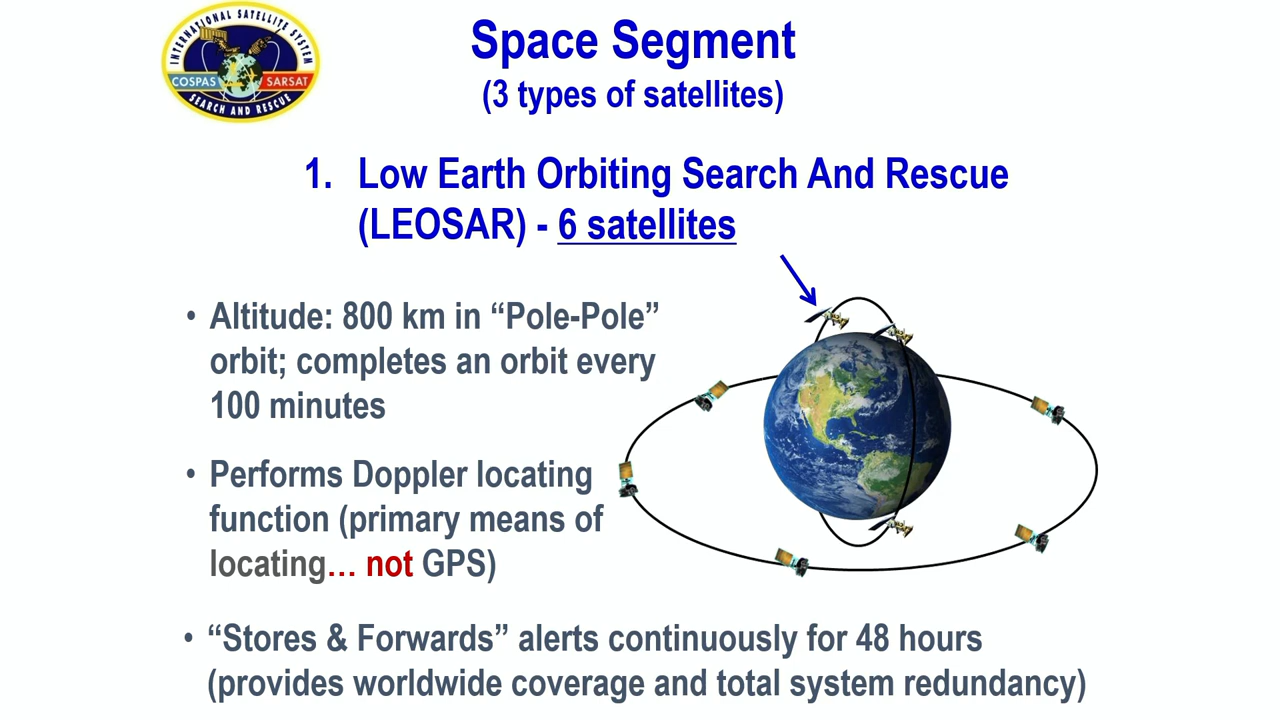 INTERNATIONAL SATELLITE SYSTEM
COSPAS SARSAT
SEARCH AND RESCUE
Space Segment
(3 types of satellites)
1. Low Earth Orbiting Search And Rescue
(LEOSAR) - 6 satellites
• Altitude: 800 km in “Pole-Pole”
orbit; completes an orbit every
100 minutes
• Performs Doppler locating
function (primary means of
locating… not GPS)
• “Stores & Forwards” alerts continuously for 48 hours
(provides worldwide coverage and total system redundancy)